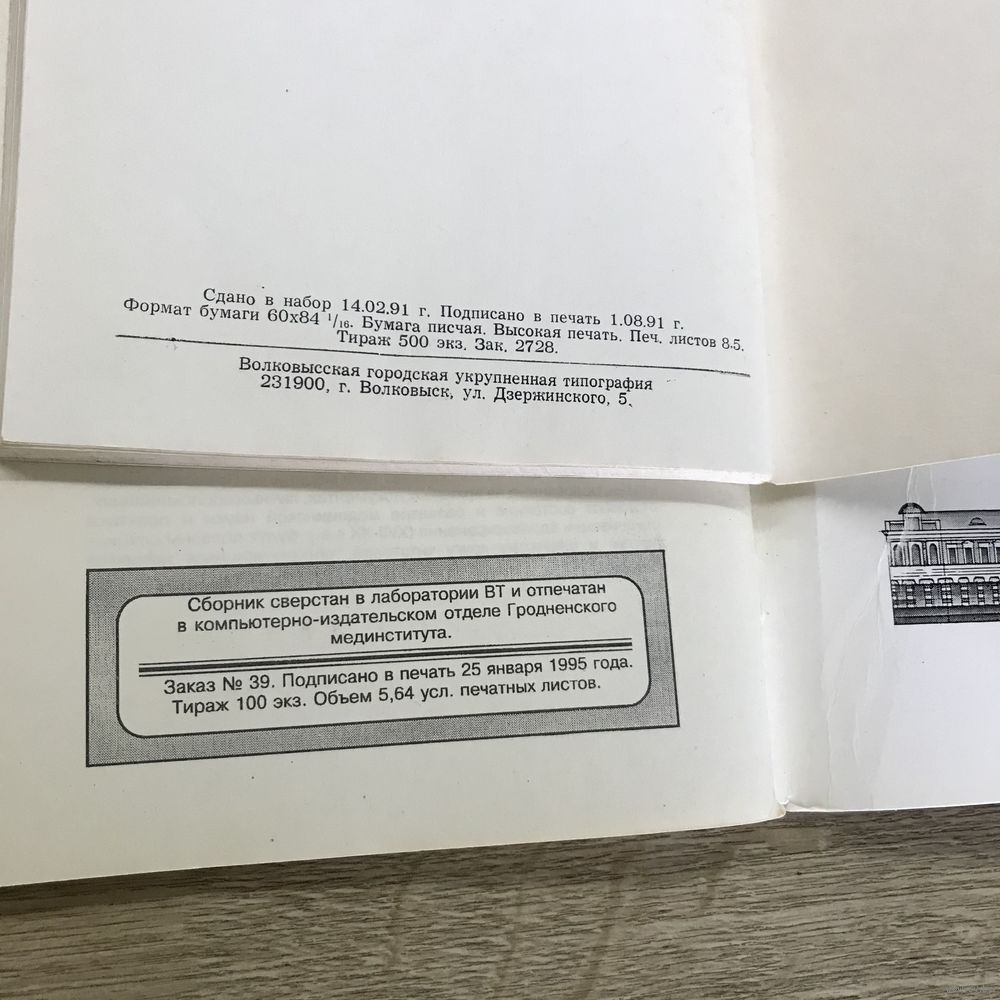 Сдано в набор 14.02.91 г. Подписано в печать 1.08.91 г.
Формат бумаги 60х84 1/16. Бумага писчая. Высокая печать. Печ. листов 8,5.
Тираж 500 экз. Зак. 2728.
Волковысская городская укрупненная типография
231900, г. Волковыск, ул. Дзержинского, 5.
Сборник сверстан в лаборатории ВТ и отпечатан
в компьютерно-издательском отделе Гродненского
мединститута.
Заказ № 39. Подписано в печать 25 января 1995 года.
Тираж 100 экз. Объем 5,64 усл. печатных листов.